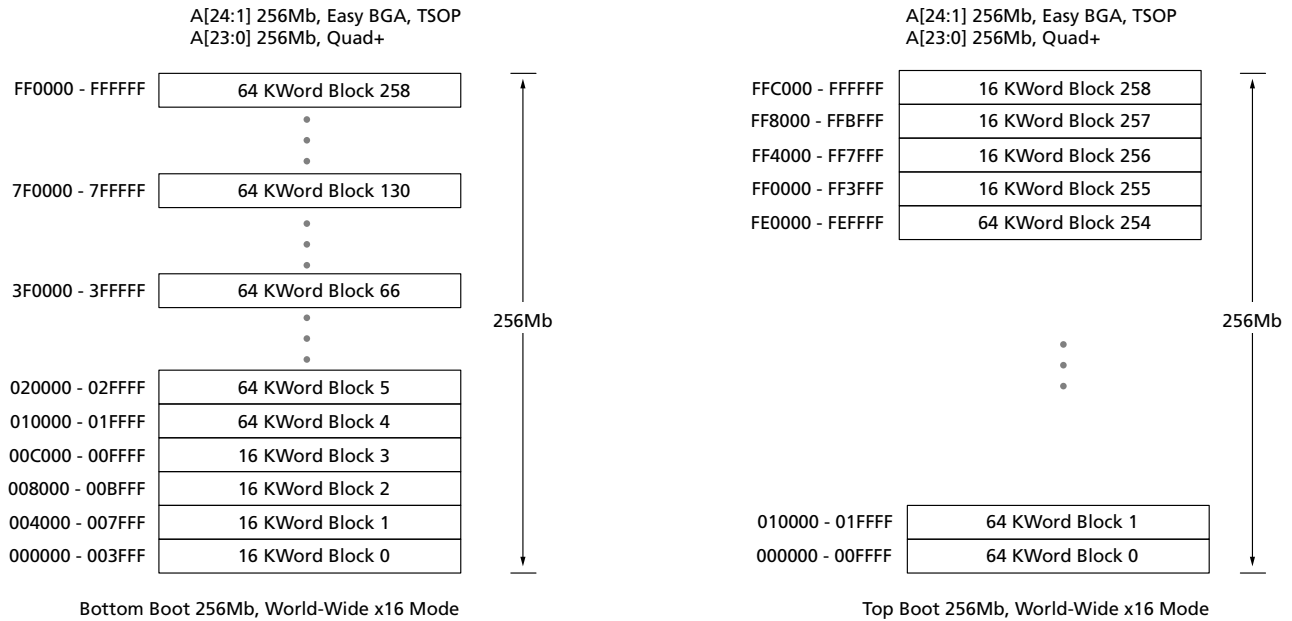 A[24:1] 256Mb, Easy BGA, TSOP
A[23:0] 256Mb, Quad+
FF0000 - FFFFFF 64 KWord Block 258
7F0000 - 7FFFFF 64 KWord Block 130
3F0000 - 3FFFFF 64 KWord Block 66
256Mb
020000 - 02FFFF 64 KWord Block 5
010000 - 01FFFF 64 KWord Block 4
00C000 - 00FFFF 16 KWord Block 3
008000 - 00BFFF 16 KWord Block 2
004000 - 007FFF 16 KWord Block 1
000000 - 003FFF 16 KWord Block 0
Bottom Boot 256Mb, World-Wide x16 Mode
A[24:1] 256Mb, Easy BGA, TSOP
A[23:0] 256Mb, Quad+
FFC000 - FFFFFF 16 KWord Block 258
FF8000 - FFBFFF 16 KWord Block 257
FF4000 - FF7FFF 16 KWord Block 256
FF0000 - FF3FFF 16 KWord Block 255
FE0000 - FEFFFF 64 KWord Block 254
256Mb
010000 - 01FFFF 64 KWord Block 1
000000 - 00FFFF 64 KWord Block 0
Top Boot 256Mb, World-Wide x16 Mode